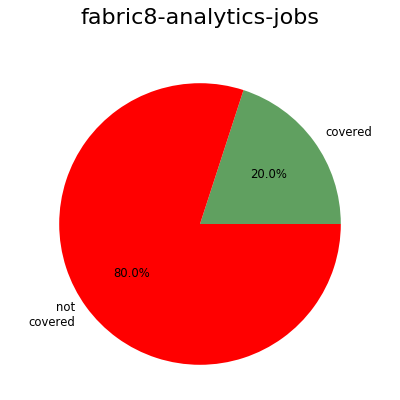 fabric8-analytics-jobs
covered
20.0%
80.0%
not
covered